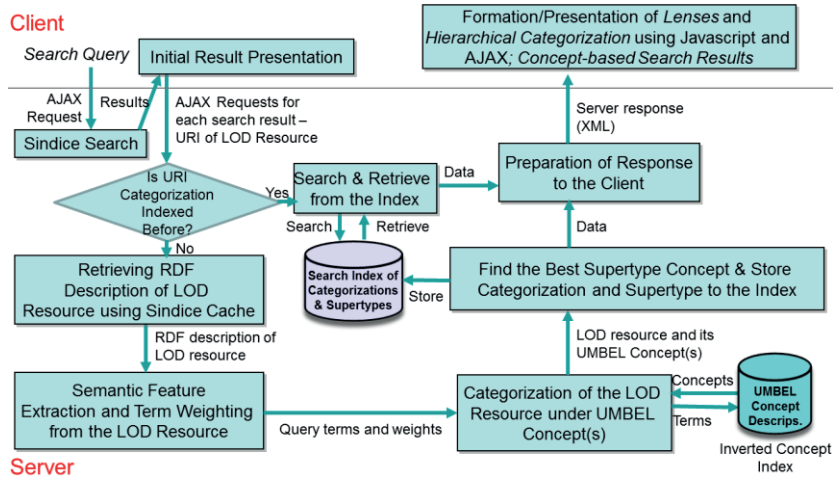 Client
Search Query
Initial Result Presentation
Formation/Presentation of Lenses and
Hierarchical Categorization using Javascript and
AJAX; Concept-based Search Results
AJAX
Request
Results
AJAX Requests for
each search result –
URI of LOD Resource
Server response
(XML)
Sindice Search
Is URI
Categorization
Indexed
Before?
Yes
Search & Retrieve
from the Index
Data
Preparation of Response
to the Client
No
Search
Retrieve
Data
Retrieving RDF
Description of LOD
Resource using Sindice Cache
Search Index of
Categorizations
& Supertypes
Store
Find the Best Supertype Concept & Store
Categorization and Supertype to the Index
RDF description of
LOD resource
LOD resource and its
UMBEL Concept(s)
Semantic Feature
Extraction and Term Weighting
from the LOD Resource
Query terms and weights
Categorization of the LOD
Resource under UMBEL
Concept(s)
Concepts
Terms
UMBEL
Concept
Descrips.
Inverted Concept
Index
Server